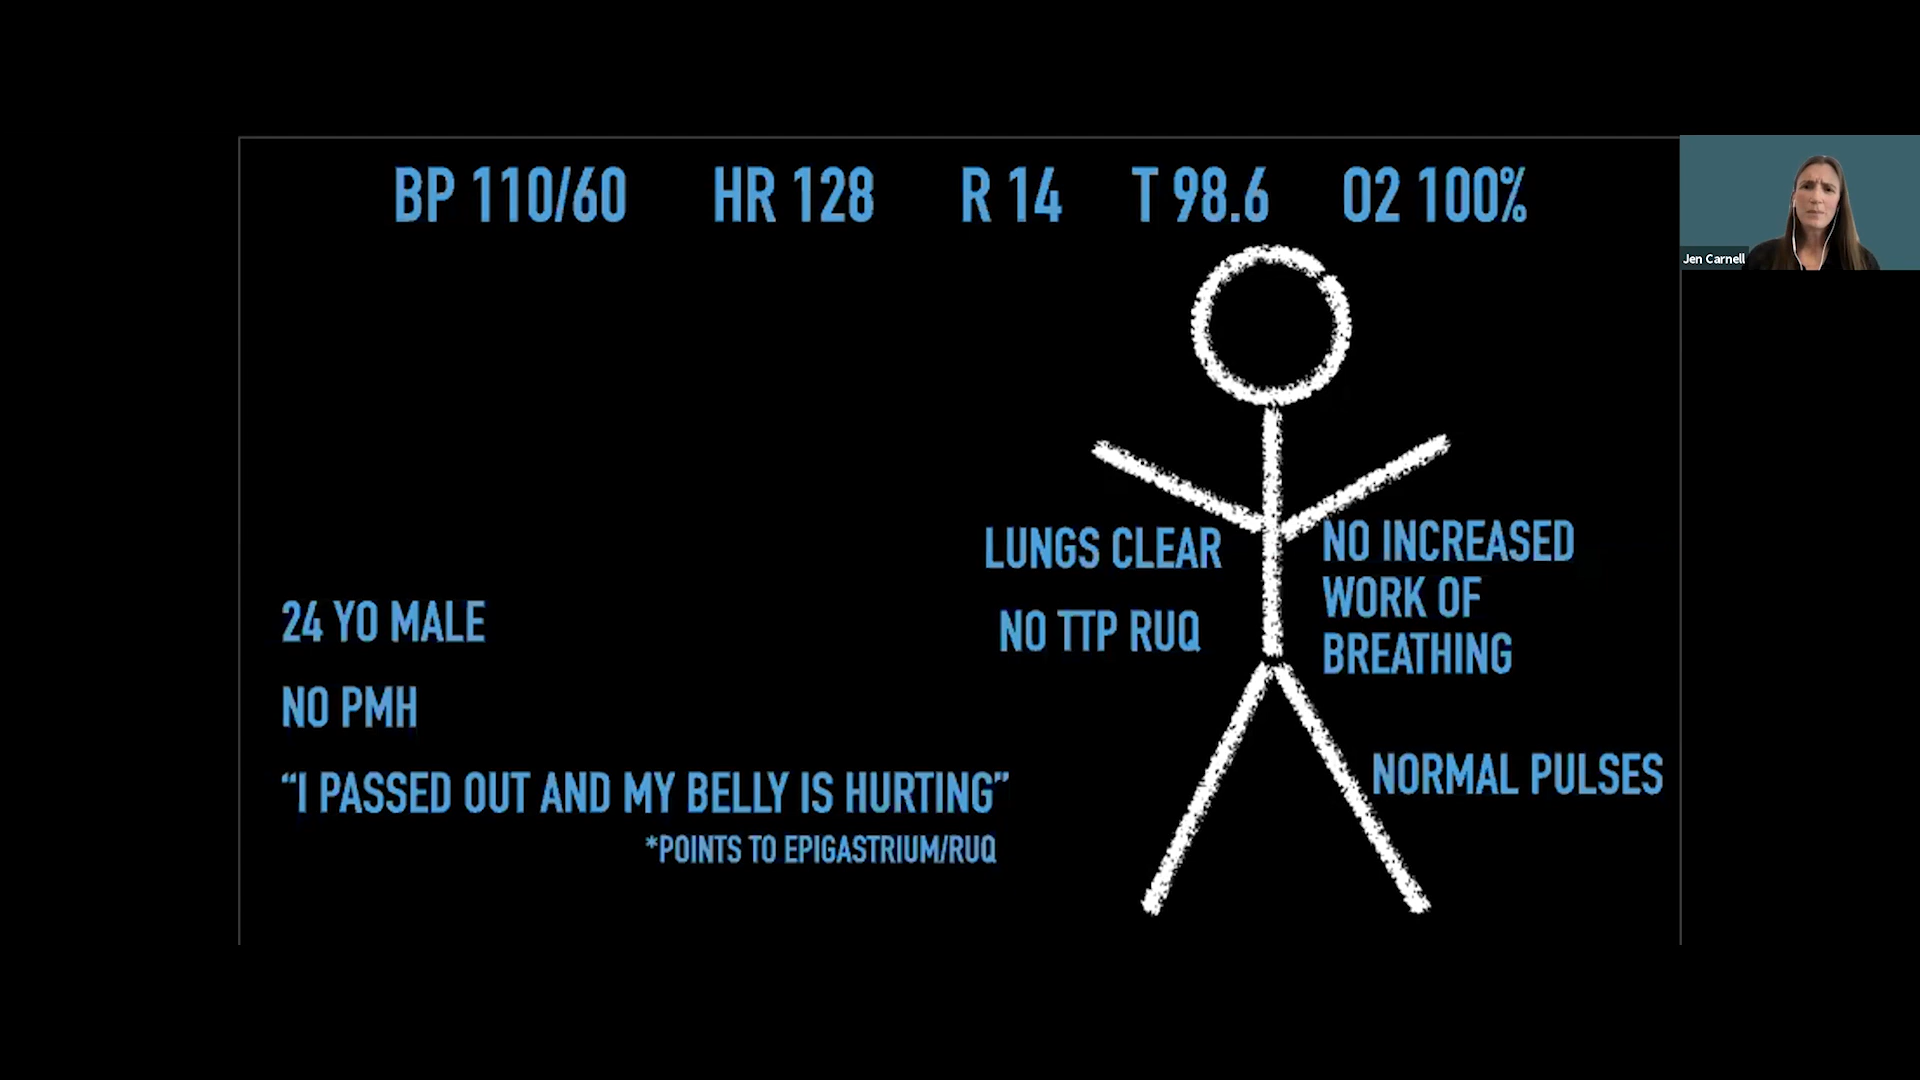 BP 110/60 HR 128 R 14 T 98.6 O2 100%
Jen Carnell
LUNGS CLEAR
NO TTP RUQ
NO INCREASED
WORK OF
BREATHING
24 YO MALE
NO PMH
“I PASSED OUT AND MY BELLY IS HURTING”
*POINTS TO EPIGASTRIUM/RUQ
NORMAL PULSES